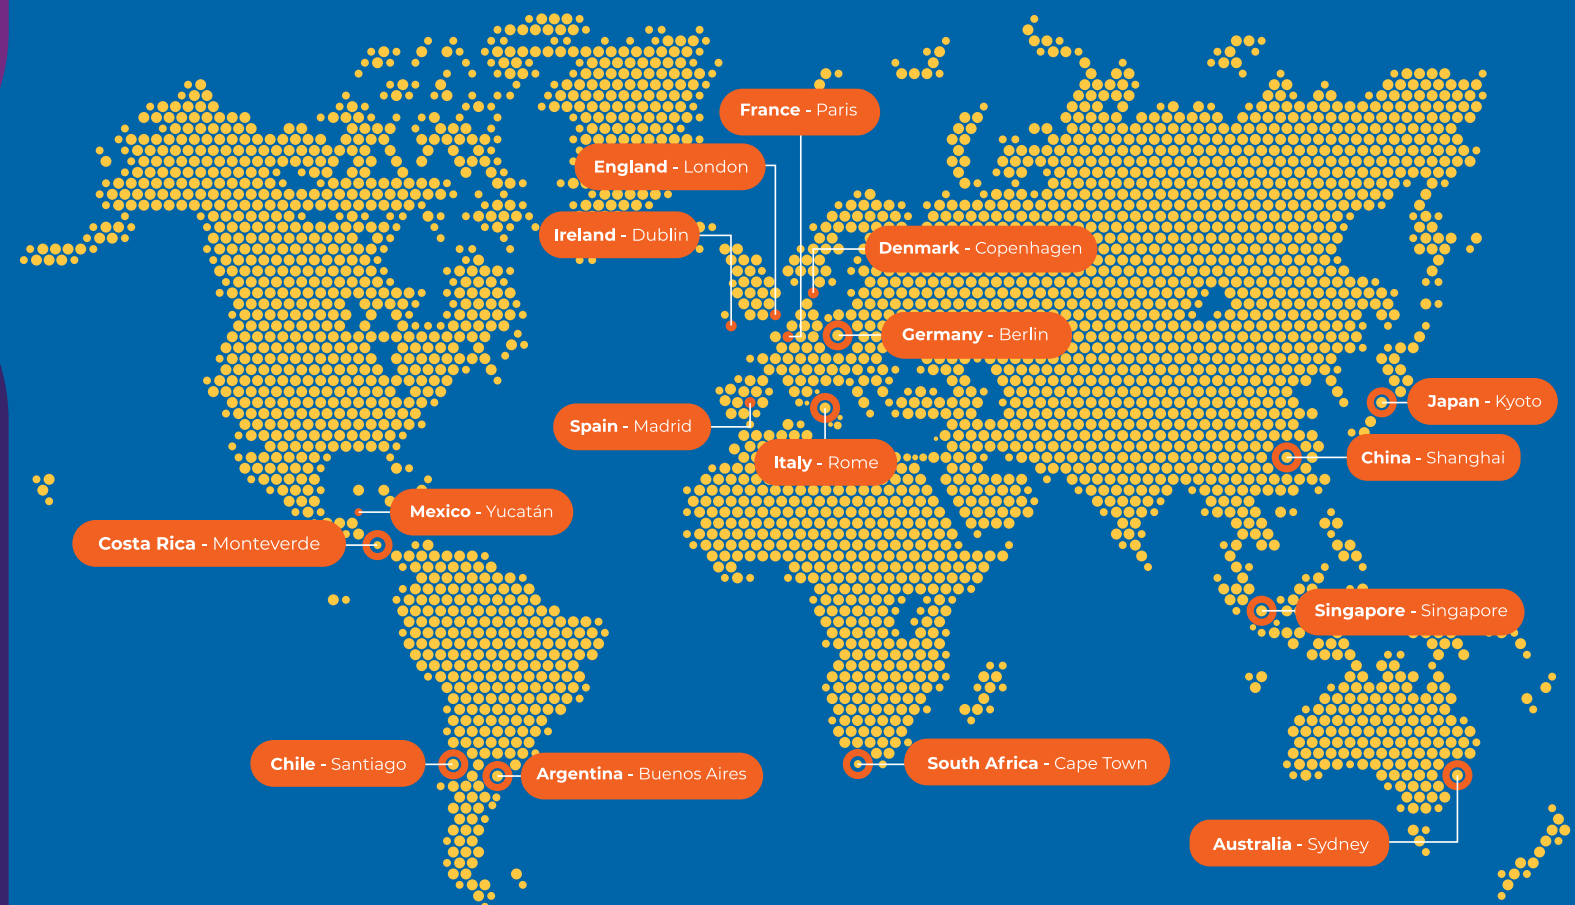 France - Paris
England - London
Ireland - Dublin
Denmark - Copenhagen
Germany - Berlin
Japan - Kyoto
Spain - Madrid
Italy - Rome
China - Shanghai
Mexico - Yucatán
Costa Rica - Monteverde
Singapore - Singapore
Chile - Santiago
Argentina - Buenos Aires
South Africa - Cape Town
Australia - Sydney